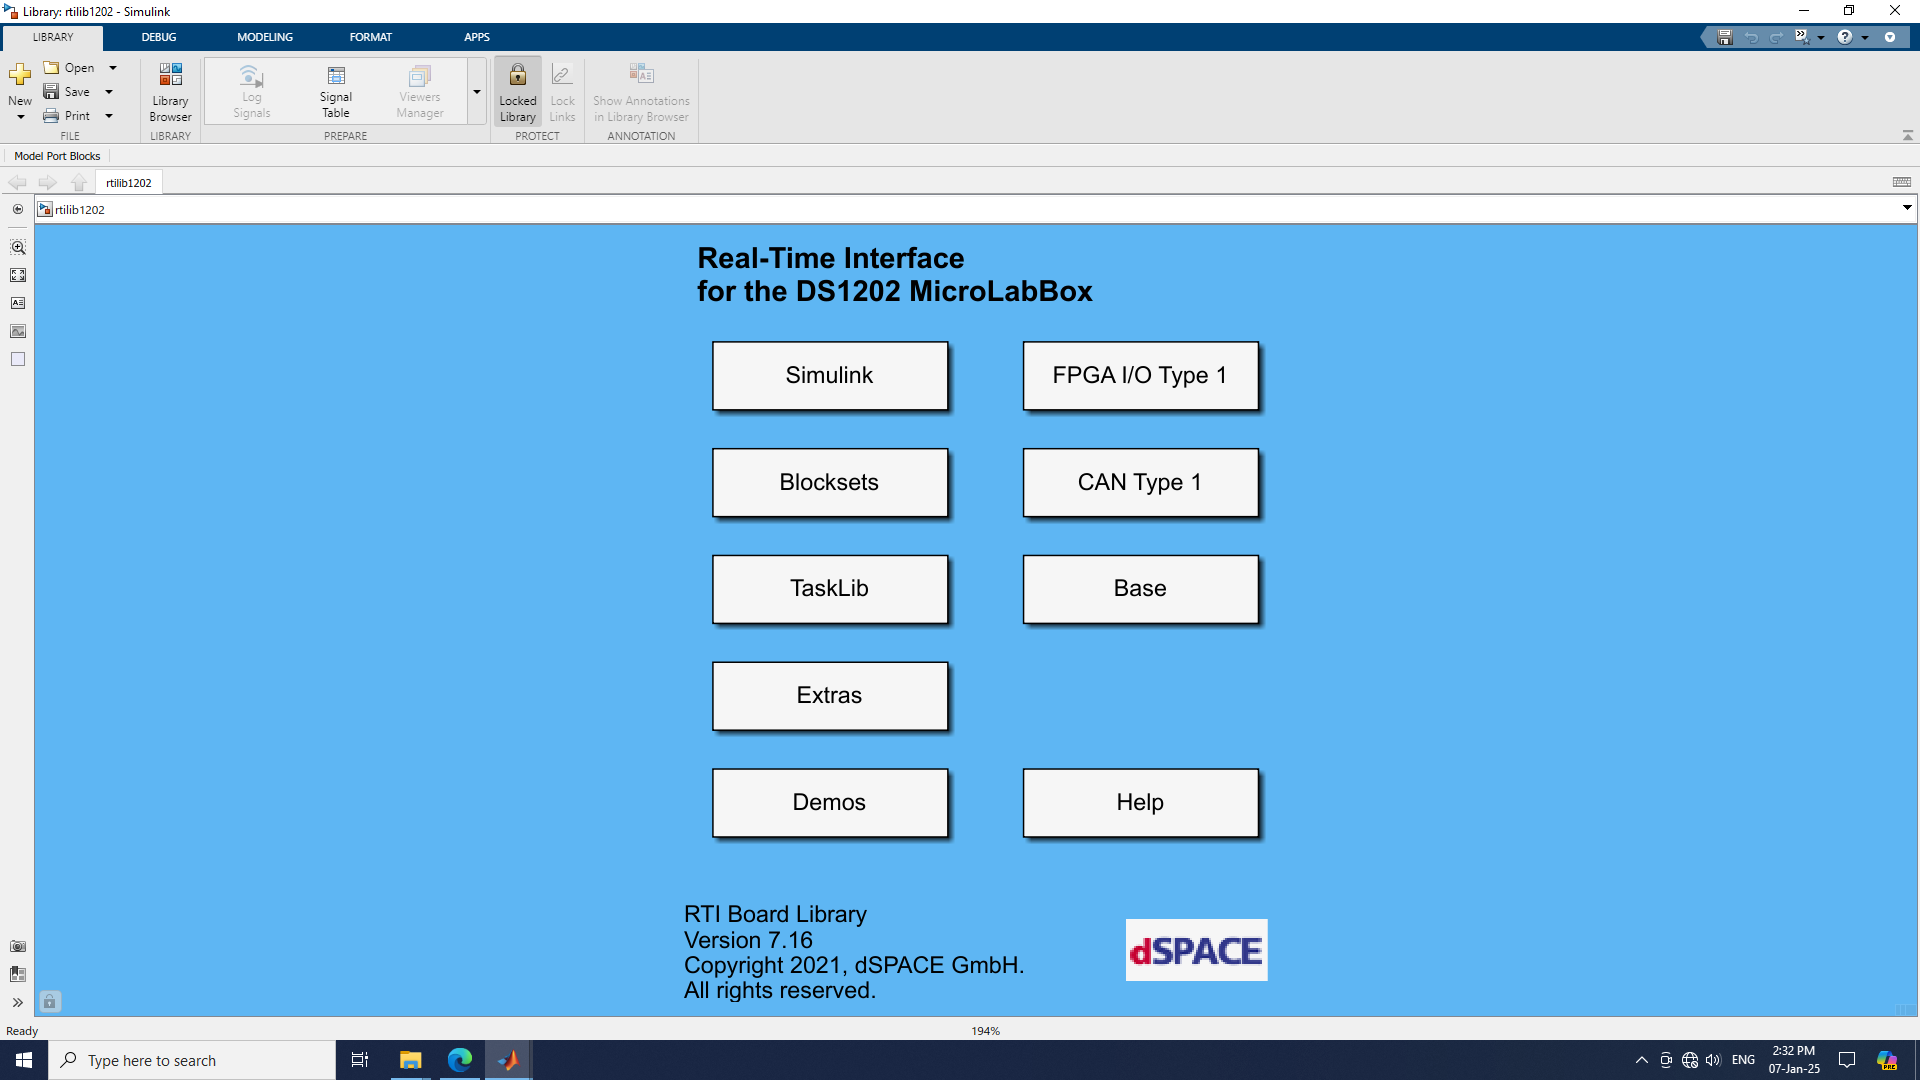 Library: rtilib1202 - Simulink
LIBRARY
DEBUG
MODELING
FORMAT
APPS
New
Open
Save
Print
FILE
Library
Browser
LIBRARY
Log
Signals
Signal
Table
Viewers
Manager
PREPARE
Locked
Library
Lock
Links
PROTECT
Show Annotations
in Library Browser
ANNOTATION
Model Port Blocks
rtilib1202
rtilib1202
Real-Time Interface
for the DS1202 MicroLabBox
Simulink
FPGA I/O Type 1
Blocksets
CAN Type 1
TaskLib
Base
Extras
Demos
Help
RTI Board Library
Version 7.16
Copyright 2021, dSPACE GmbH.
All rights reserved.
dSPACE
Ready
194%
Type here to search
ENG
2:32 PM
07-Jan-25